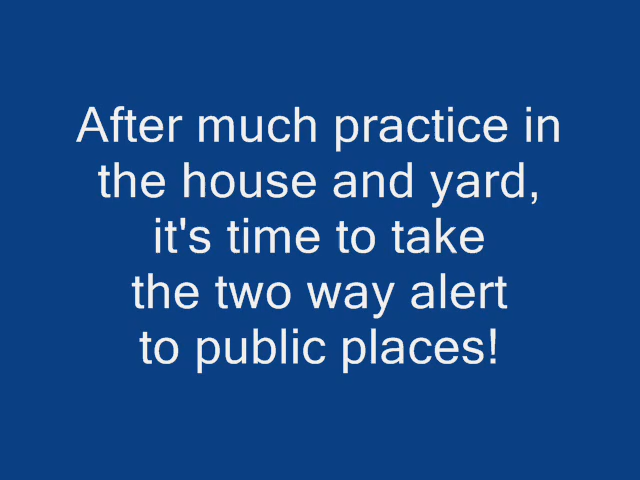 After much practice in
the house and yard,
it's time to take
the two way alert
to public places!